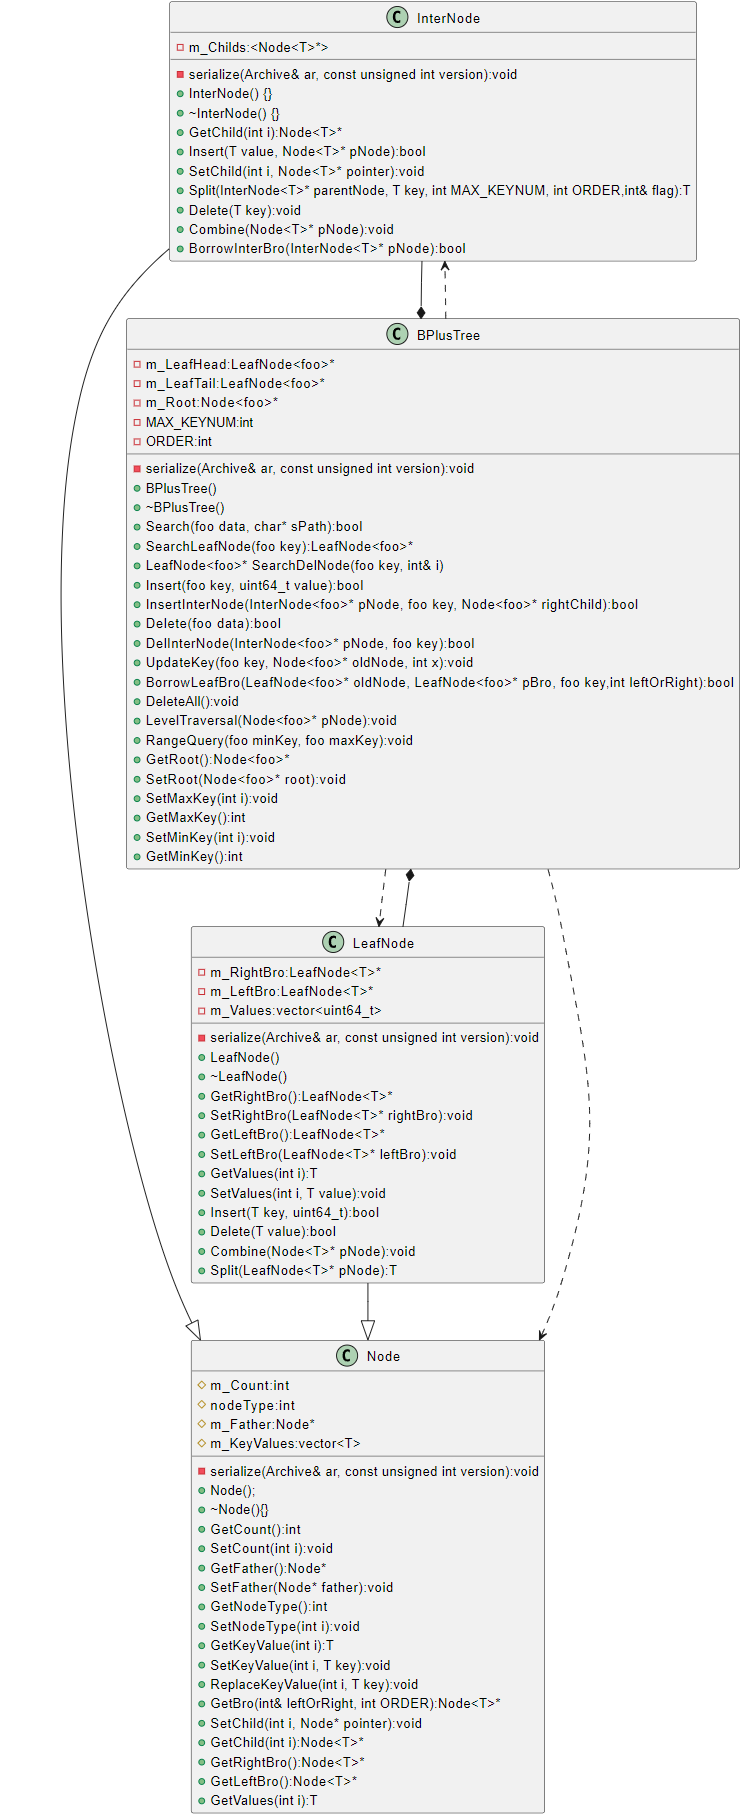 C InterNode
m_Childs:<Node<T>*>
serialize(Archive& ar, const unsigned int version):void
InterNode() {}
~InterNode() {}
GetChild(int i):Node<T>*
Insert(T value, Node<T>* pNode):bool
SetChild(int i, Node<T>* pointer):void
Split(InterNode<T>* parentNode, T key, int MAX_KEYNUM, int ORDER,int& flag):T
Delete(T key):void
Combine(Node<T>* pNode):void
BorrowInterBro(InterNode<T>* pNode):bool
C BPlusTree
m_LeafHead:LeafNode<foo>*
m_LeafTail:LeafNode<foo>*
m_Root:Node<foo>*
MAX_KEYNUM:int
ORDER:int
serialize(Archive& ar, const unsigned int version):void
BPlusTree()
~BPlusTree()
Search(foo data, char* sPath):bool
SearchLeafNode(foo key):LeafNode<foo>*
LeafNode<foo>* SearchDelNode(foo key, int& i)
Insert(foo key, uint64_t value):bool
InsertInterNode(InterNode<foo>* pNode, foo key, Node<foo>* rightChild):bool
Delete(foo data):bool
DelInterNode(InterNode<foo>* pNode, foo key):bool
UpdateKey(foo key, Node<foo>* oldNode, int x):void
BorrowLeafBro(LeafNode<foo>* oldNode, LeafNode<foo>* pBro, foo key,int leftOrRight):bool
DeleteAll():void
LevelTraversal(Node<foo>* pNode):void
RangeQuery(foo minKey, foo maxKey):void
GetRoot():Node<foo>*
SetRoot(Node<foo>* root):void
SetMaxKey(int i):void
GetMaxKey():int
SetMinKey(int i):void
GetMinKey():int
C LeafNode
m_RightBro:LeafNode<T>*
m_LeftBro:LeafNode<T>*
m_Values:vector<uint64_t>
serialize(Archive& ar, const unsigned int version):void
LeafNode()
~LeafNode()
GetRightBro():LeafNode<T>*
SetRightBro(LeafNode<T>* rightBro):void
GetLeftBro():LeafNode<T>*
SetLeftBro(LeafNode<T>* leftBro):void
GetValues(int i):T
SetValues(int i, T value):void
Insert(T key, uint64_t):bool
Delete(T value):bool
Combine(Node<T>* pNode):void
Split(LeafNode<T>* pNode):T
C Node
m_Count:int
nodeType:int
m_Father:Node*
m_KeyValues:vector<T>
serialize(Archive& ar, const unsigned int version):void
Node();
~Node(){}
GetCount():int
SetCount(int i):void
GetFather():Node*
SetFather(Node* father):void
GetNodeType():int
SetNodeType(int i):void
GetKeyValue(int i):T
SetKeyValue(int i, T key):void
ReplaceKeyValue(int i, T key):void
GetBro(int& leftOrRight, int ORDER):Node<T>*
SetChild(int i, Node* pointer):void
GetChild(int i):Node<T>*
GetRightBro():Node<T>*
GetLeftBro():Node<T>*
GetValues(int i):T